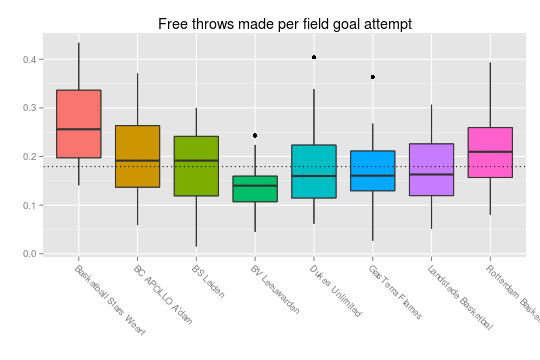 Free throws made per field goal attempt
0.4
0.3
0.2
0.1
0.0
Basketball Stars Weert
BC APOLLO A'dam
BS Leiden
BV Leeuwarden
Dukes Unlimited
GasTerra Flames
Landstede Basketbal
Rotterdam Baske